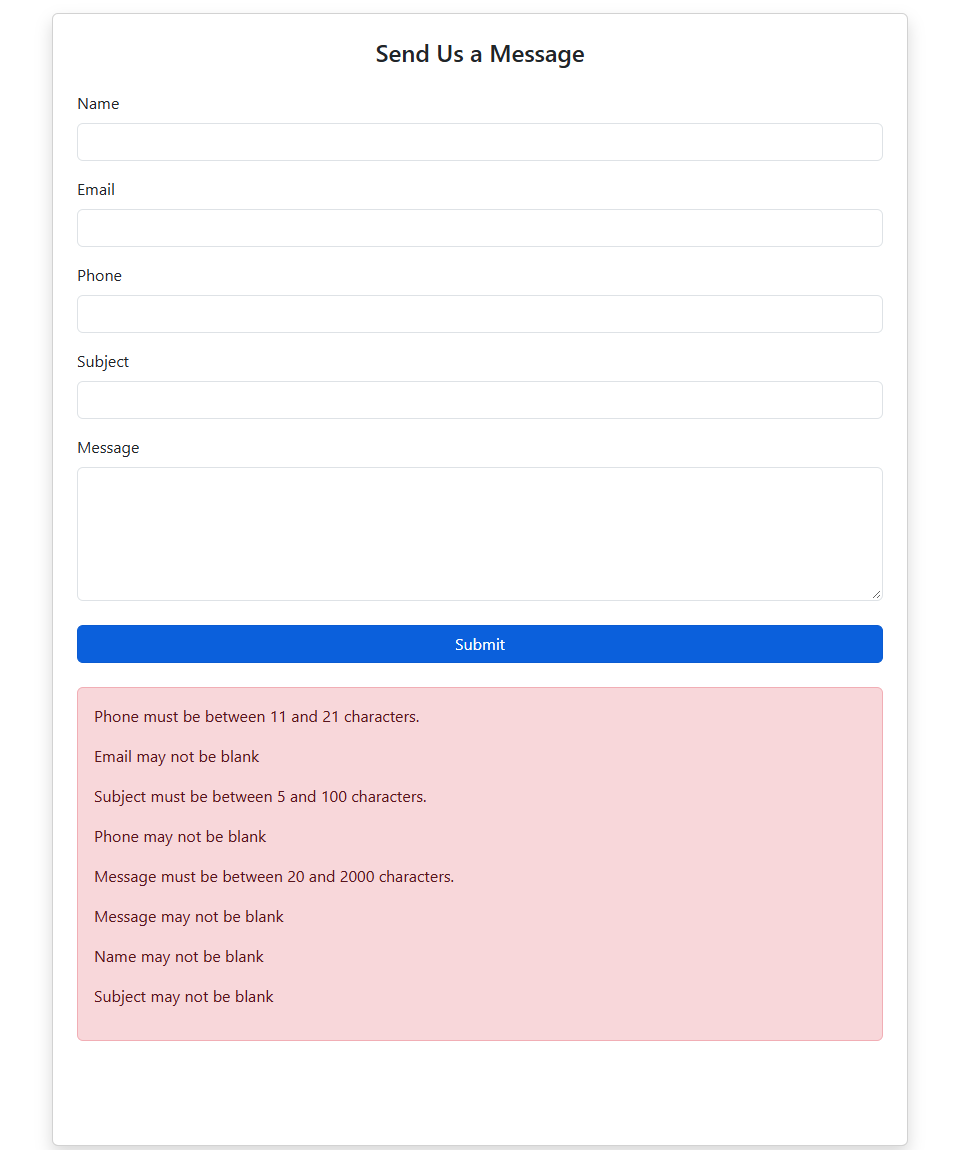 Send Us a Message
Name
Email
Phone
Subject
Message
Submit
Phone must be between 11 and 21 characters.
Email may not be blank
Subject must be between 5 and 100 characters.
Phone may not be blank
Message must be between 20 and 2000 characters.
Message may not be blank
Name may not be blank
Subject may not be blank